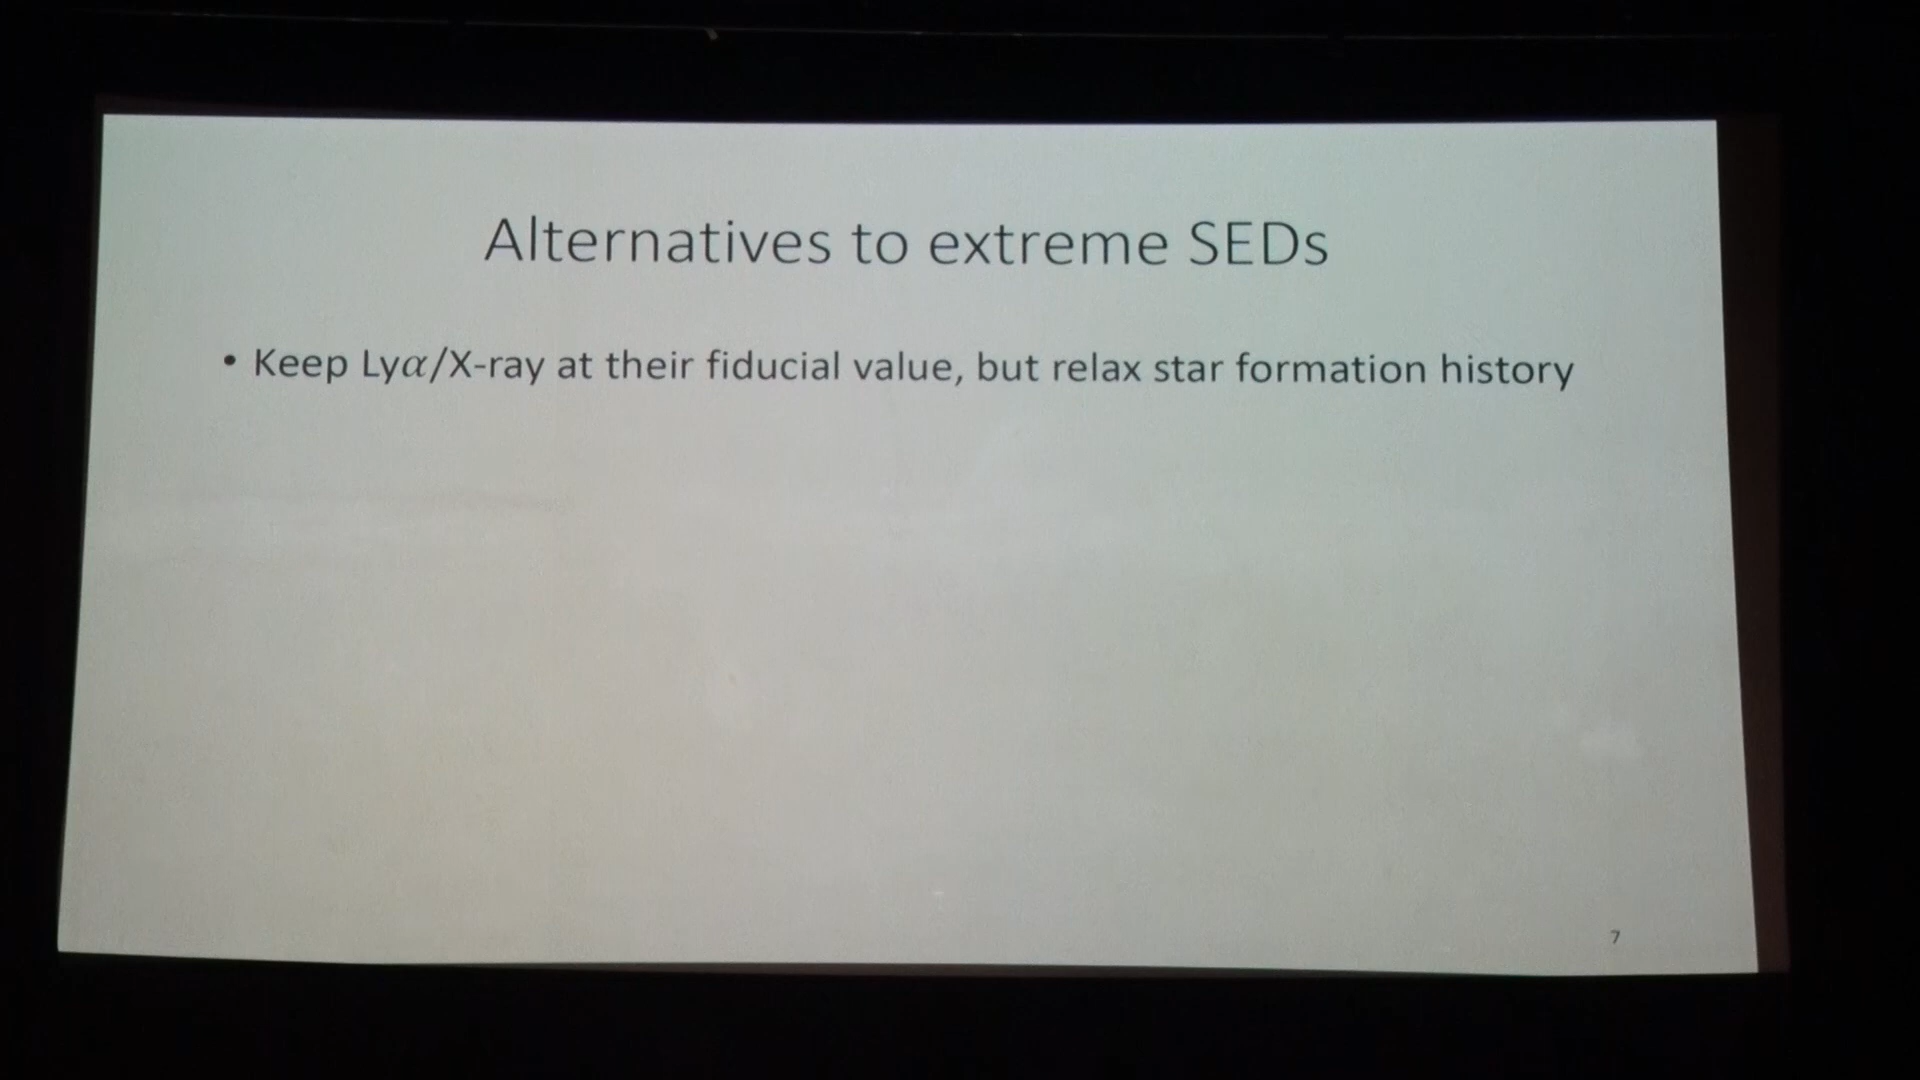 Alternatives to extreme SEDs
• Keep Lyα/X-ray at their fiducial value, but relax star formation history
7